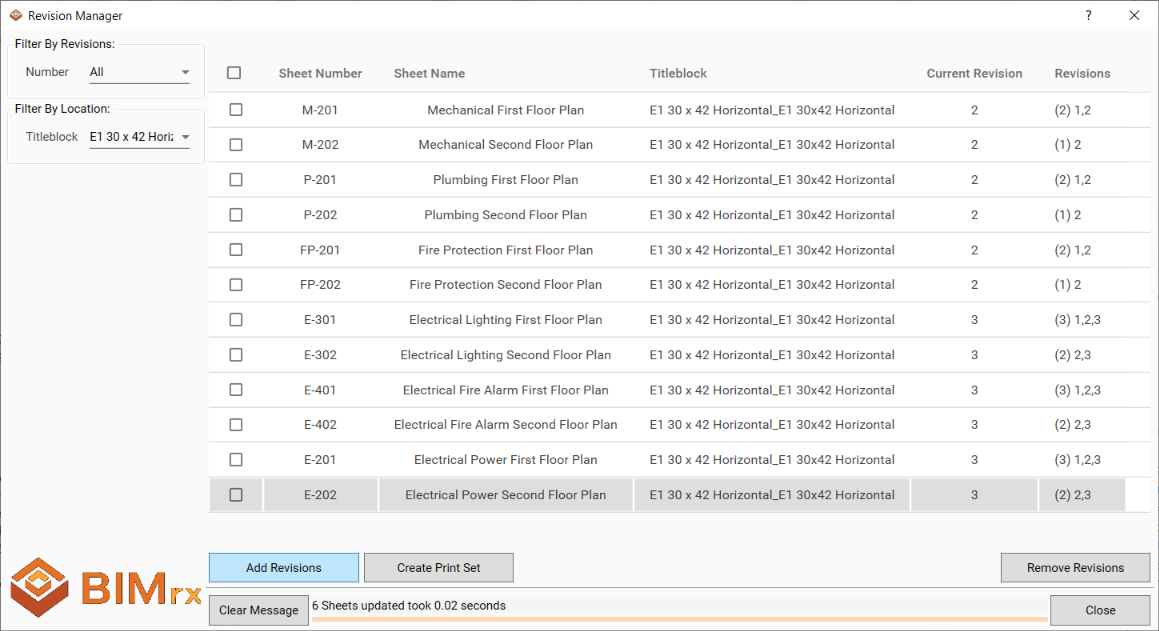 Revision Manager ?
Filter By Revisions:
Number All
Filter By Location:
Titleblock E1 30 x 42 Horiz
Sheet Number Sheet Name Titleblock Current Revision Revisions
M-201 Mechanical First Floor Plan E1 30 x 42 Horizontal_E1 30x42 Horizontal 2 (2) 1,2
M-202 Mechanical Second Floor Plan E1 30 x 42 Horizontal_E1 30x42 Horizontal 2 (1) 2
P-201 Plumbing First Floor Plan E1 30 x 42 Horizontal_E1 30x42 Horizontal 2 (2) 1,2
P-202 Plumbing Second Floor Plan E1 30 x 42 Horizontal_E1 30x42 Horizontal 2 (1) 2
FP-201 Fire Protection First Floor Plan E1 30 x 42 Horizontal_E1 30x42 Horizontal 2 (2) 1,2
FP-202 Fire Protection Second Floor Plan E1 30 x 42 Horizontal_E1 30x42 Horizontal 2 (1) 2
E-301 Electrical Lighting First Floor Plan E1 30 x 42 Horizontal_E1 30x42 Horizontal 3 (3) 1,2,3
E-302 Electrical Lighting Second Floor Plan E1 30 x 42 Horizontal_E1 30x42 Horizontal 3 (2) 2,3
E-401 Electrical Fire Alarm First Floor Plan E1 30 x 42 Horizontal_E1 30x42 Horizontal 3 (3) 1,2,3
E-402 Electrical Fire Alarm Second Floor Plan E1 30 x 42 Horizontal_E1 30x42 Horizontal 3 (2) 2,3
E-201 Electrical Power First Floor Plan E1 30 x 42 Horizontal_E1 30x42 Horizontal 3 (3) 1,2,3
E-202 Electrical Power Second Floor Plan E1 30 x 42 Horizontal_E1 30x42 Horizontal 3 (2) 2,3
Add Revisions Create Print Set Remove Revisions
BIMrx
Clear Message 6 Sheets updated took 0.02 seconds Close